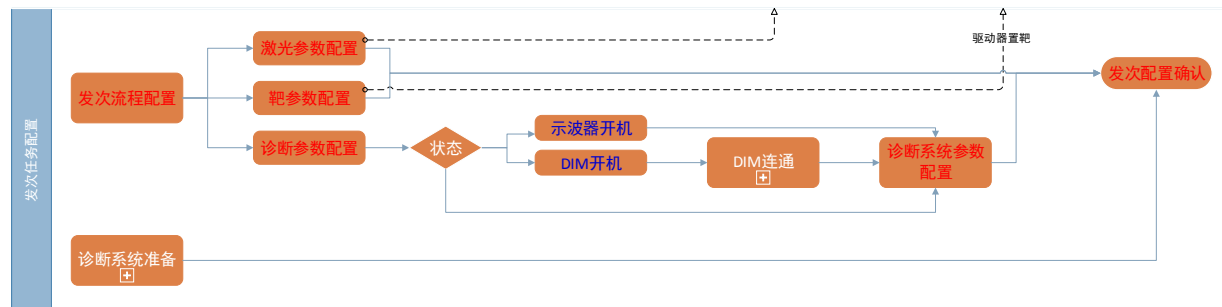 发次任务配置
激光参数配置
驱动器置靶
发次流程配置
靶参数配置
发次配置确认
诊断参数配置
状态
示波器开机
DIM开机
DIM连通
诊断系统参数
配置
诊断系统准备